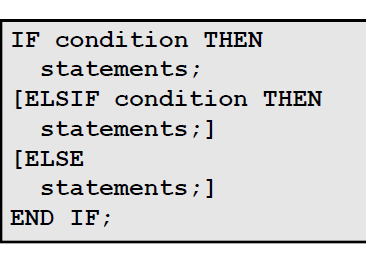 IF condition THEN
  statements;
[ELSIF condition THEN
  statements;]
[ELSE
  statements;]
END IF;